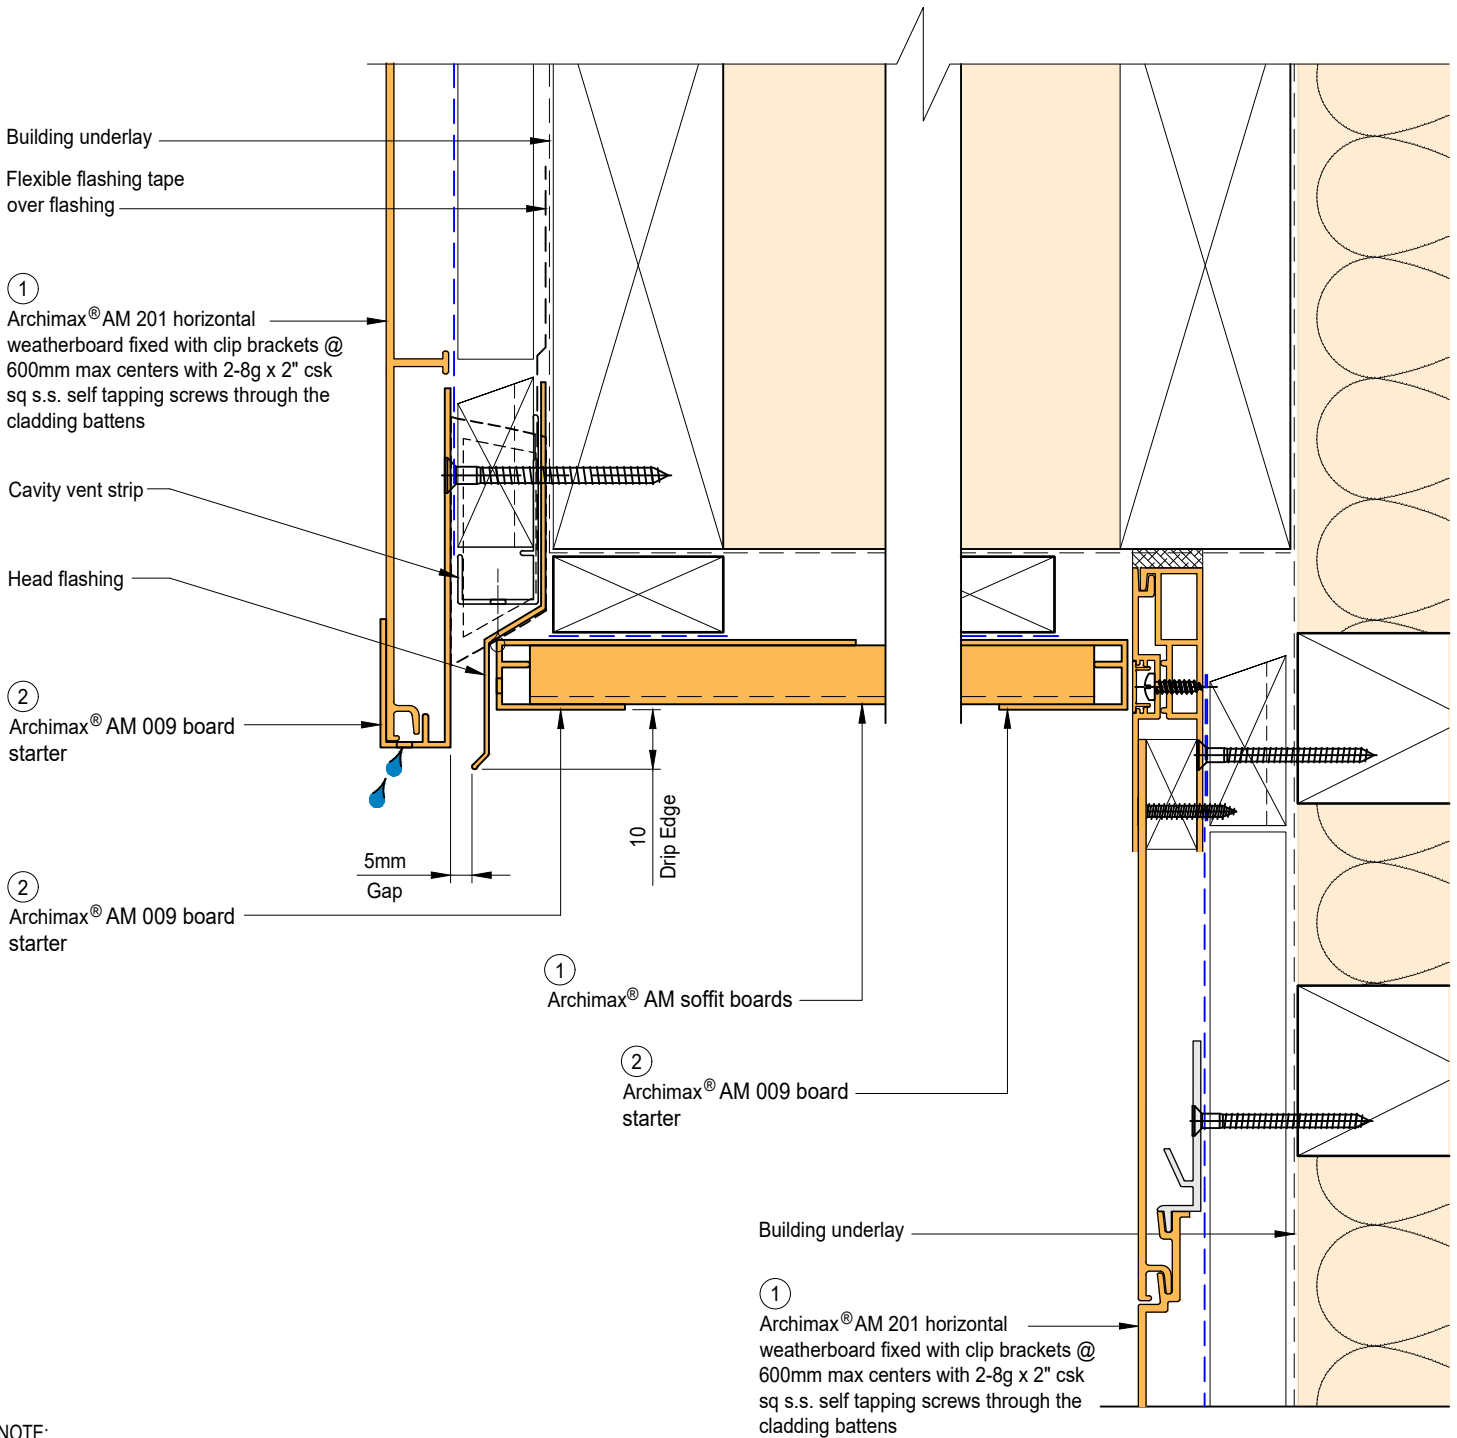 Building underlay
Flexible flashing tape
over flashing
1
Archimax® AM 201 horizontal
weatherboard fixed with clip brackets @
600mm max centers with 2-8g x 2" csk
sq s.s. self tapping screws through the
cladding battens
Cavity vent strip
Head flashing
2
Archimax® AM 009 board
starter
5mm
Gap
10
Drip Edge
2
Archimax® AM 009 board
starter
1
Archimax® AM soffit boards
2
Archimax® AM 009 board
starter
Building underlay
1
Archimax® AM 201 horizontal
weatherboard fixed with clip brackets @
600mm max centers with 2-8g x 2" csk
sq s.s. self tapping screws through the
cladding battens
NOTE: